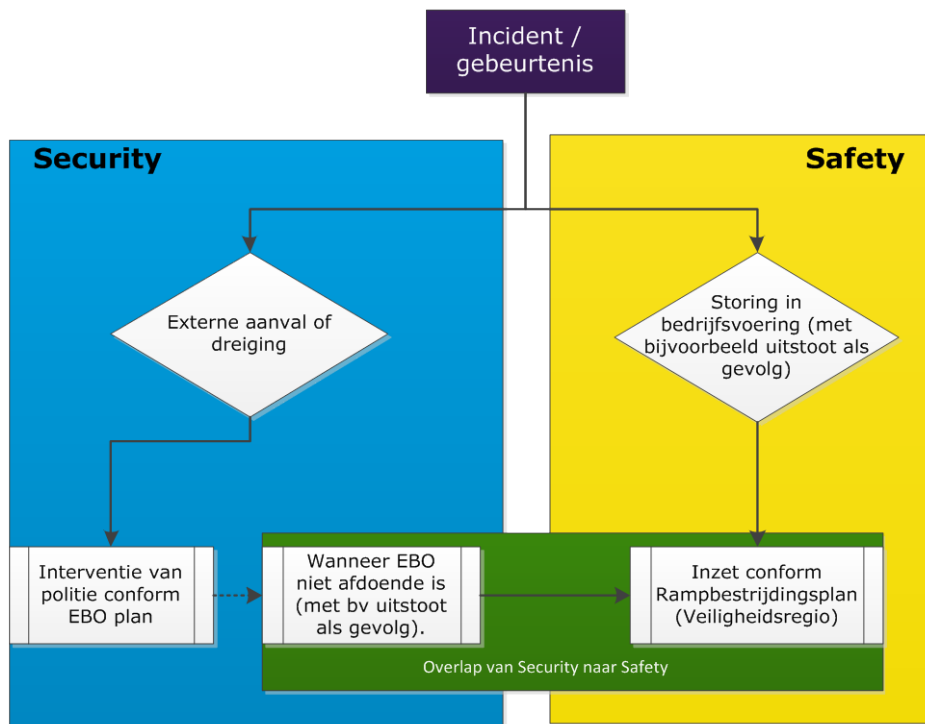 Incident /
gebeurtenis
Security
Safety
Externe aanval of
dreiging
Storing in
bedrijfsvoering (met
bijvoorbeeld uitstoot als
gevolg)
Interventie van
politie conform
EBO plan
Wanneer EBO
niet afdoende is
(met bv uitstoot
als gevolg).
Inzet conform
Rampbestrijdingsplan
(Veiligheidsregio)
Overlap van Security naar Safety